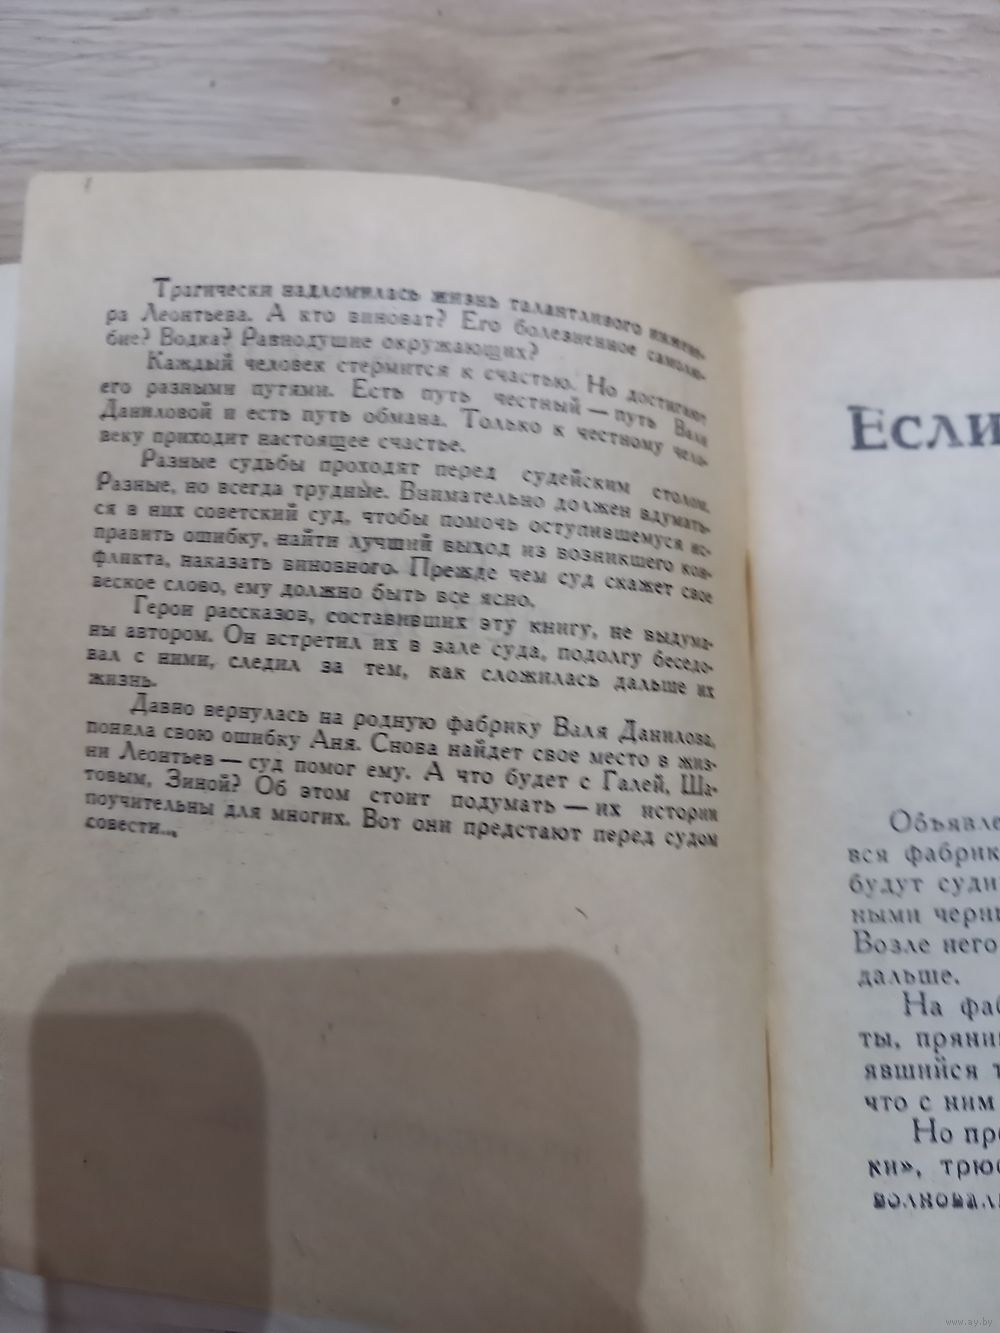 Трагически надломилась жизнь талантливого инжене-
ра Леонтьева. А кто виноват? Его болезненное самолю-
бие? Водка? Равнодушие окружающих?
Каждый человек стермится к счастью. Но достигают
его разными путями. Есть путь честный — путь Вали
Даниловой и есть путь обмана. Только к честному чело-
веку приходит настоящее счастье.
Разные судьбы проходят перед судейским столом.
Разные, но всегда трудные. Внимательно должен вдумать-
ся в них советский суд, чтобы помочь оступившемуся ис-
править ошибку, найти лучший выход из возникшего кон-
фликта, наказать виновного. Прежде чем суд скажет свое
веское слово, ему должно быть все ясно.
Герои рассказов, составивших эту книгу, не выдума-
ны автором. Он встретил их в зале суда, подолгу беседо-
вал с ними, следил за тем, как сложилась дальше их
жизнь.
Давно вернулась на родную фабрику Валя Данилова,
поняла свою ошибку Аня. Снова найдет свое место в жиз-
ни Леонтьев — суд помог ему. А что будет с Галей, Ша-
товым, Зиной? Об этом стоит подумать — их истории
поучительны для многих. Вот они предстают перед судом
совести...
Если
Объявле
вся фабрик
будут суди
ными черн
Возле него
дальше.
На фаб
ты, пряни
явшийся т
что с ним
Но пр
ки», трю
волновал
www.ay.by